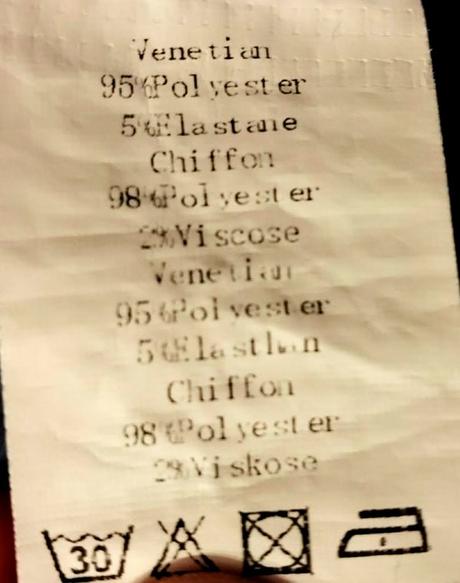 Venetian
95%Polyester
5%Elastane
Chiffon
98%Polyester
2%Viscose
Venetian
95%Polyester
5%Elasthan
Chiffon
98%Polyester
2%Viskose
30